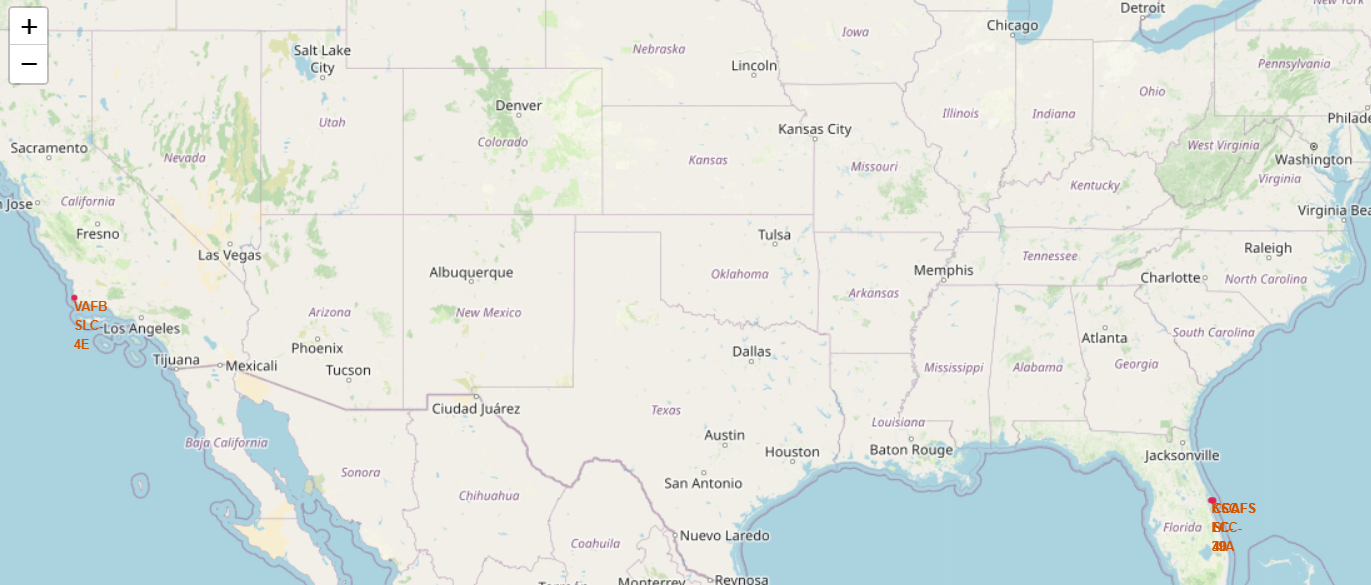 +
−
Detroit
New York
Chicago
Iowa
Salt Lake
City
Nebraska
Lincoln
Pennsylvania
Ohio
Denver
Illinois
Indiana
Philade
Utah
Kansas City
Sacramento
Colorado
West Virginia
Nevada
Kansas
Missouri
Washington
Kentucky
Virginia
n Jose
California
Virginia Bea
Fresno
Tulsa
Las Vegas
Raleigh
Tennessee
Albuquerque
Oklahoma
Memphis
Charlotte
North Carolina
Arkansas
VAFB
SLC-
4E
Los Angeles
Arizona
New Mexico
South Carolina
Phoenix
Atlanta
Tijuana
Mexicali
Tucson
Dallas
Mississippi
Alabama
Georgia
Ciudad Juárez
Texas
Louisiana
Austin
Baja California
Houston
Baton Rouge
Jacksonville
Sonora
San Antonio
Chihuahua
Florida
Nuevo Laredo
Coahuila
Monterrey
Reynosa